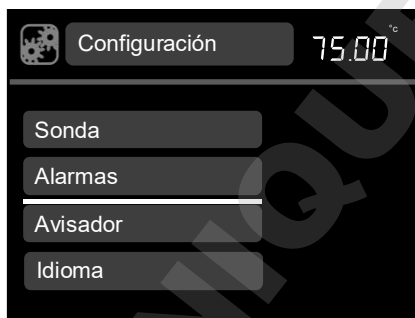 Configuración
75.00 °c
Sonda
Alarmas
Avisador
Idioma